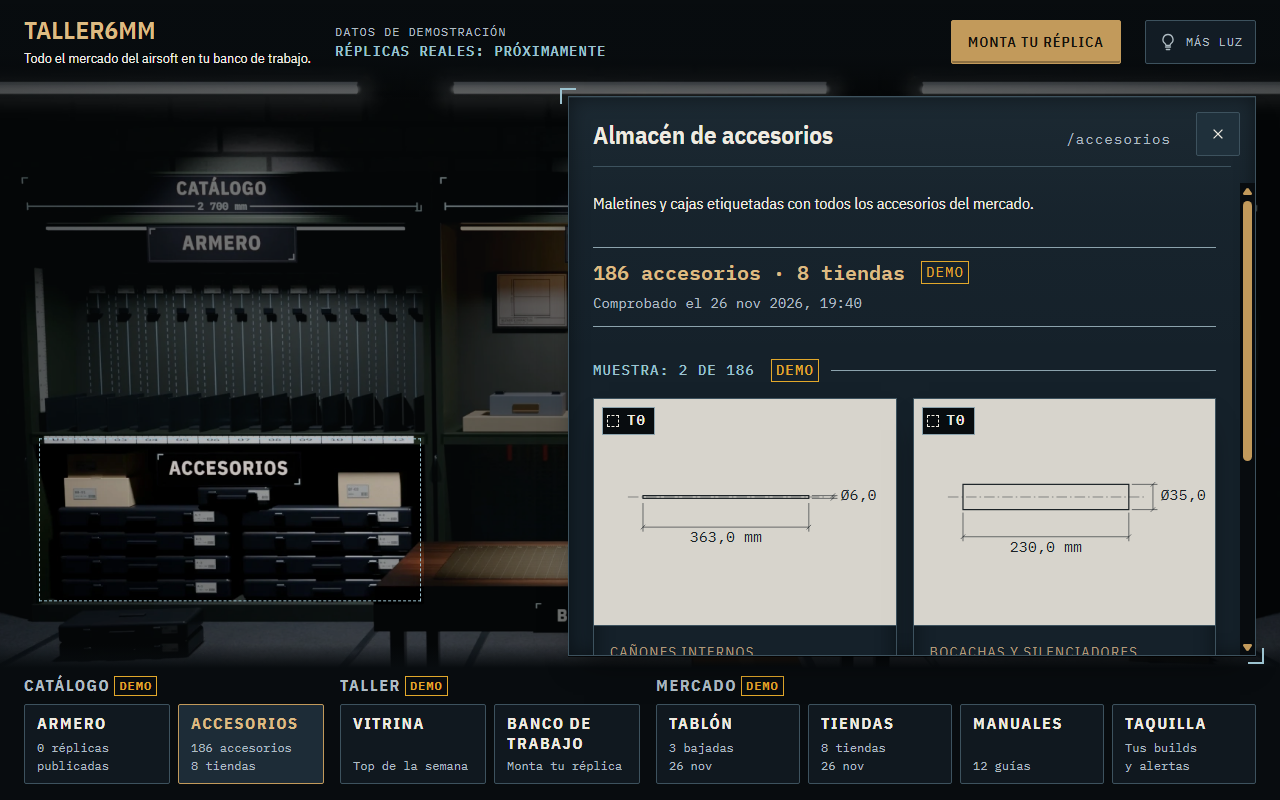 TALLER6MM
Todo el mercado del airsoft en tu banco de trabajo.
DATOS DE DEMOSTRACIÓN
RÉPLICAS REALES: PRÓXIMAMENTE
MONTA TU RÉPLICA
MÁS LUZ
CATÁLOGO
2 700 mm
ARMERO
ACCESORIOS
Almacén de accesorios
/accesorios
Maletines y cajas etiquetadas con todos los accesorios del mercado.
186 accesorios · 8 tiendas DEMO
Comprobado el 26 nov 2026, 19:40
MUESTRA: 2 DE 186 DEMO
T0
Ø6,0
363,0 mm
CAÑONES INTERNOS
T0
Ø35,0
230,0 mm
BOCACHAS Y SILENCIADORES
CATÁLOGO DEMO
ARMERO
0 réplicas
publicadas
ACCESORIOS
186 accesorios
8 tiendas
TALLER DEMO
VITRINA
Top de la semana
BANCO DE
TRABAJO
Monta tu réplica
MERCADO DEMO
TABLÓN
3 bajadas
26 nov
TIENDAS
8 tiendas
26 nov
MANUALES
12 guías
TAQUILLA
Tus builds
y alertas